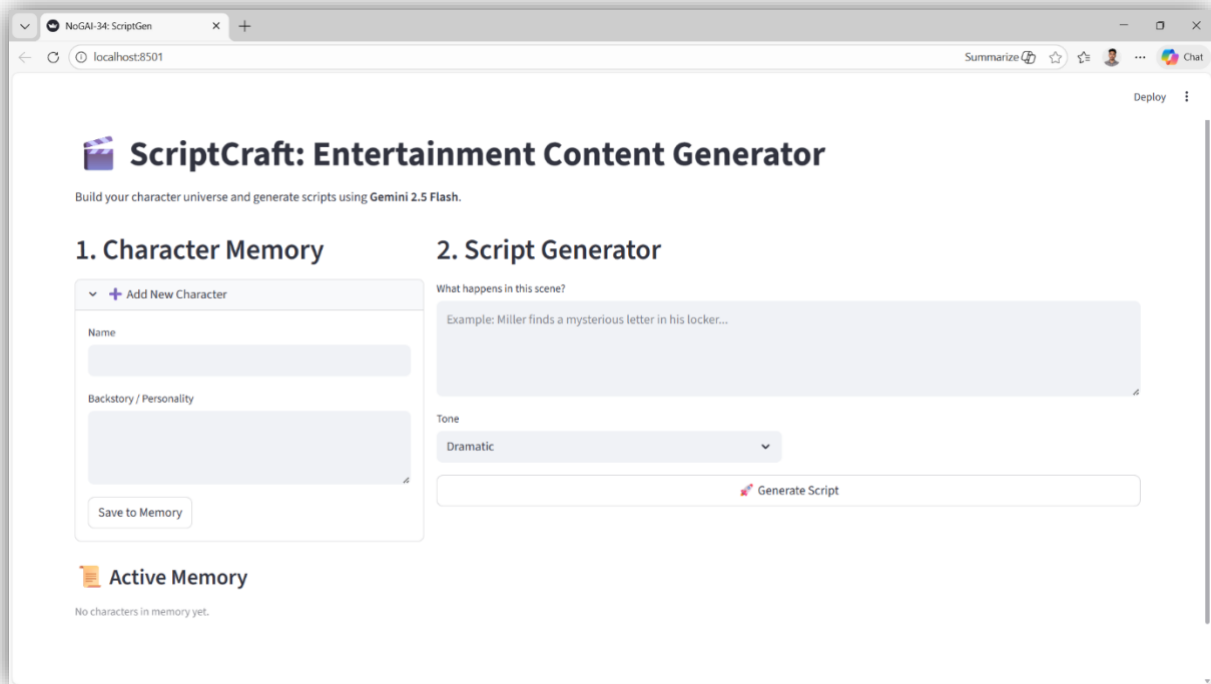 NoGAI-34: ScriptGen
localhost:8501
Summarize
Chat
Deploy
ScriptCraft: Entertainment Content Generator
Build your character universe and generate scripts using Gemini 2.5 Flash.
1. Character Memory
Add New Character
Name
Backstory / Personality
Save to Memory
Active Memory
No characters in memory yet.
2. Script Generator
What happens in this scene?
Example: Miller finds a mysterious letter in his locker...
Tone
Dramatic
Generate Script